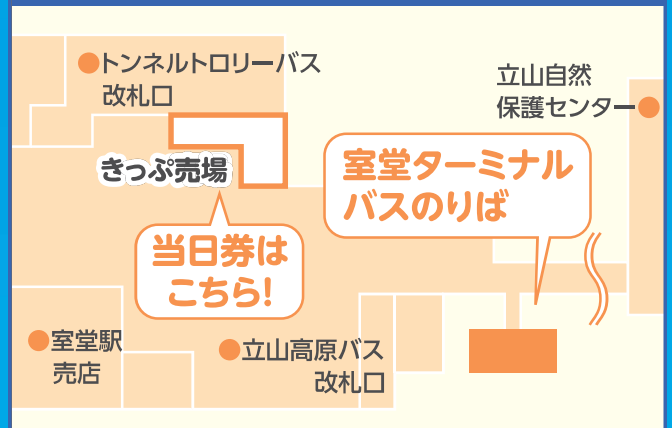 トンネルトロリーバス
改札口
立山自然
保護センター
きっぷ売場
室堂ターミナル
バスのりば
当日券は
こちら!
室堂駅
売店
立山高原バス
改札口